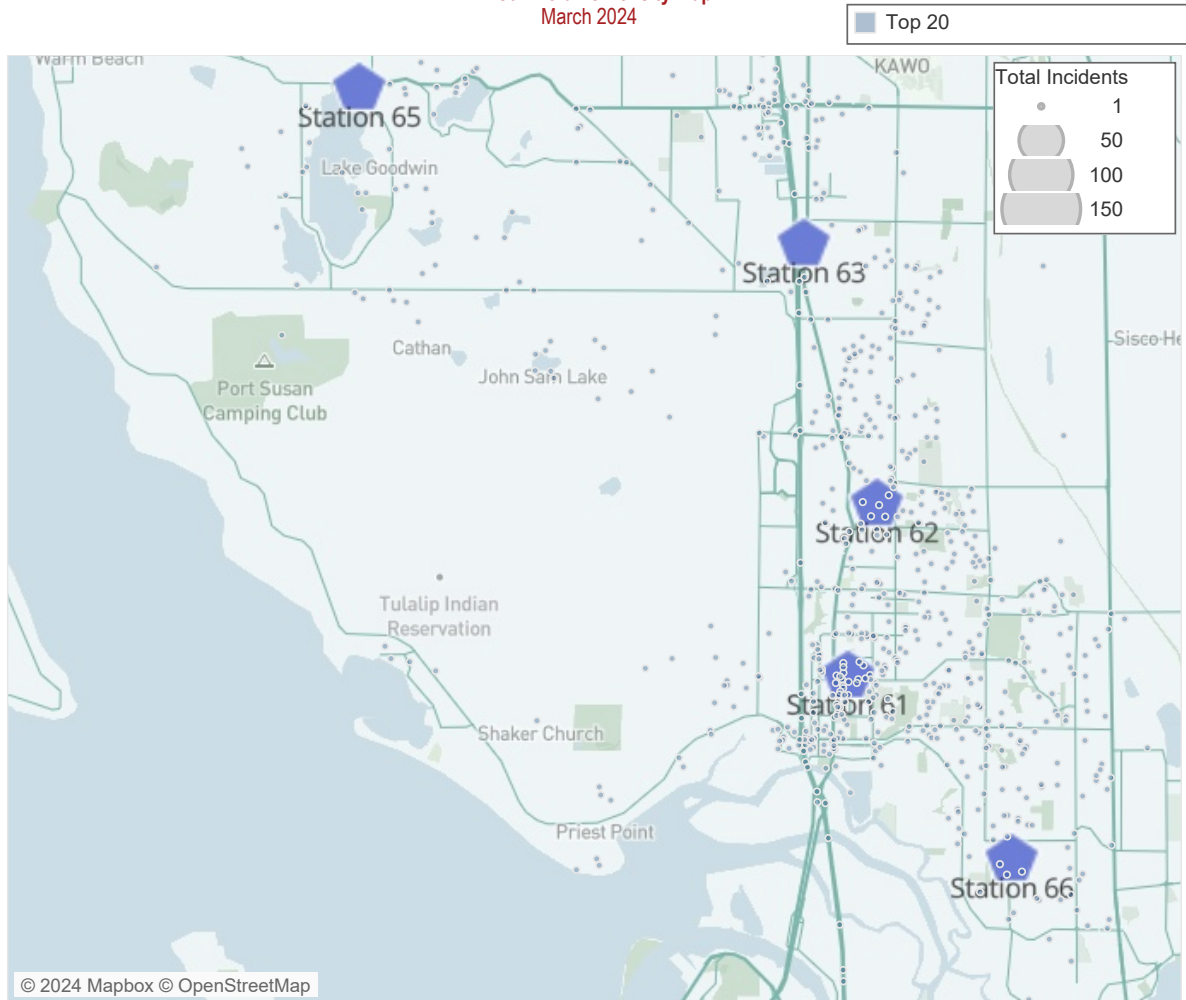 March 2024
Top 20
Warm Beach
KAWO
Total Incidents
1
50
100
150
Station 65
Lake Goodwin
Station 63
Cathan
Sisco He
John Sam Lake
Port Susan
Camping Club
Station 62
Tulalip Indian
Reservation
Station 61
Shaker Church
Priest Point
Station 66
© 2024 Mapbox © OpenStreetMap